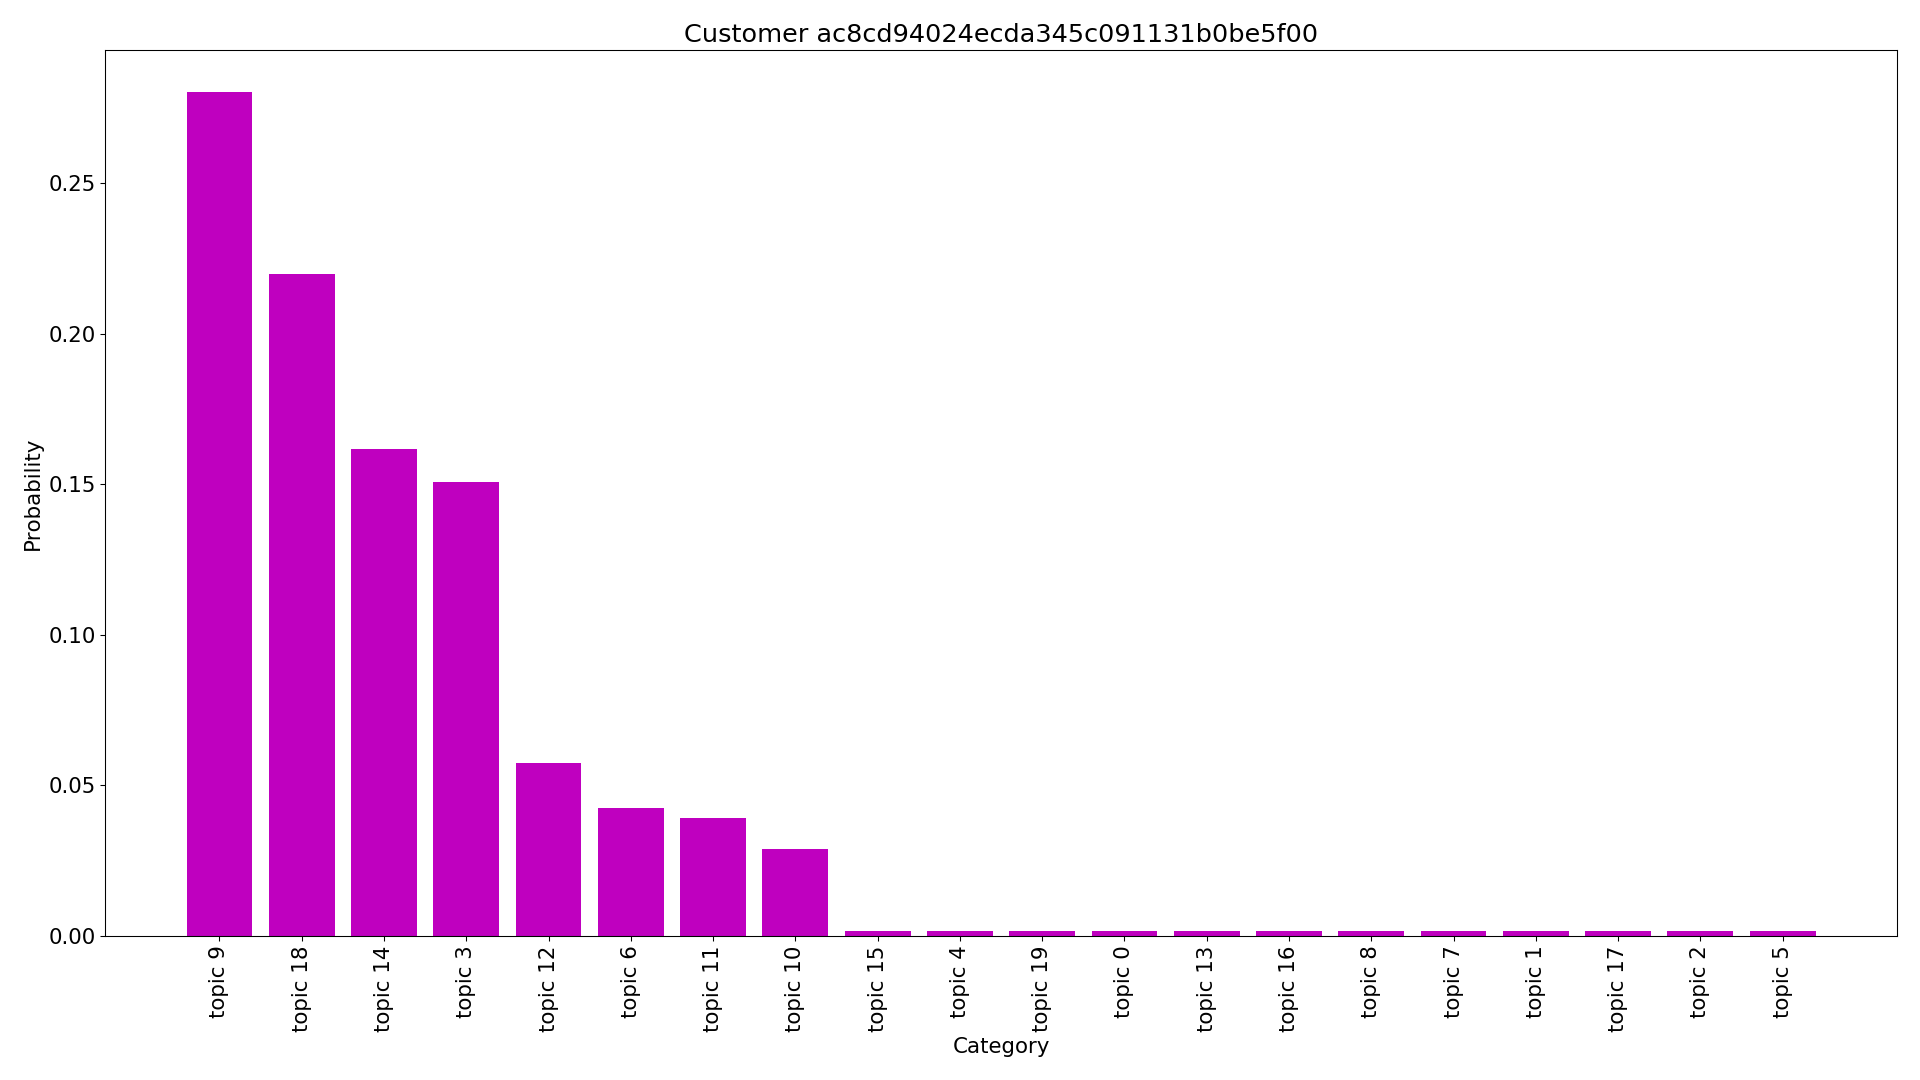 Customer ac8cd94024ecda345c091131b0be5f00
Probability
0.25
0.20
0.15
0.10
0.05
0.00
topic 9
topic 18
topic 14
topic 3
topic 12
topic 6
topic 11
topic 10
topic 15
topic 4
topic 19
topic 0
topic 13
topic 16
topic 8
topic 7
topic 1
topic 17
topic 2
topic 5
Category